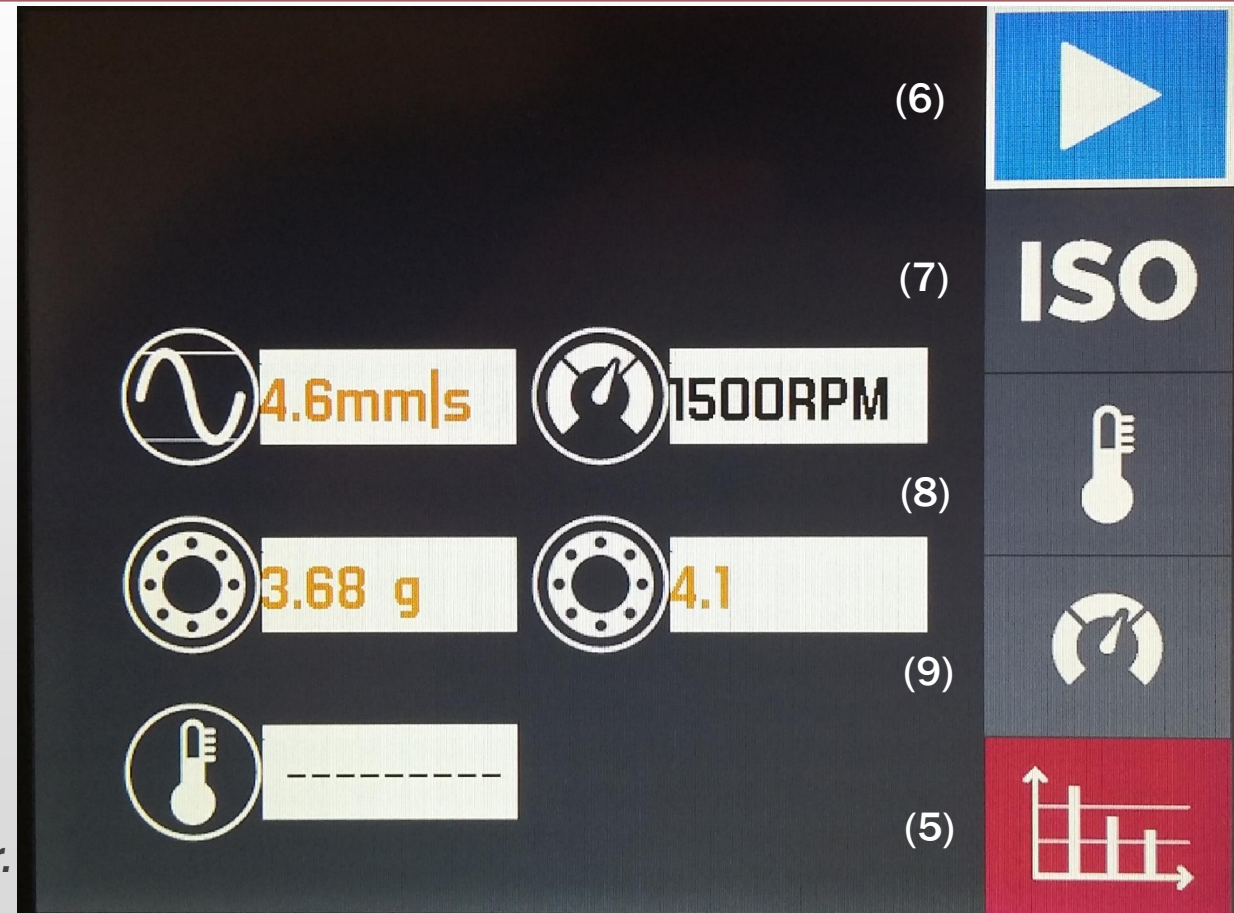 (6)
(7)
ISO
4.6mm|s
1500RPM
(8)
3.68 g
4.1
(9)
---------
(5)